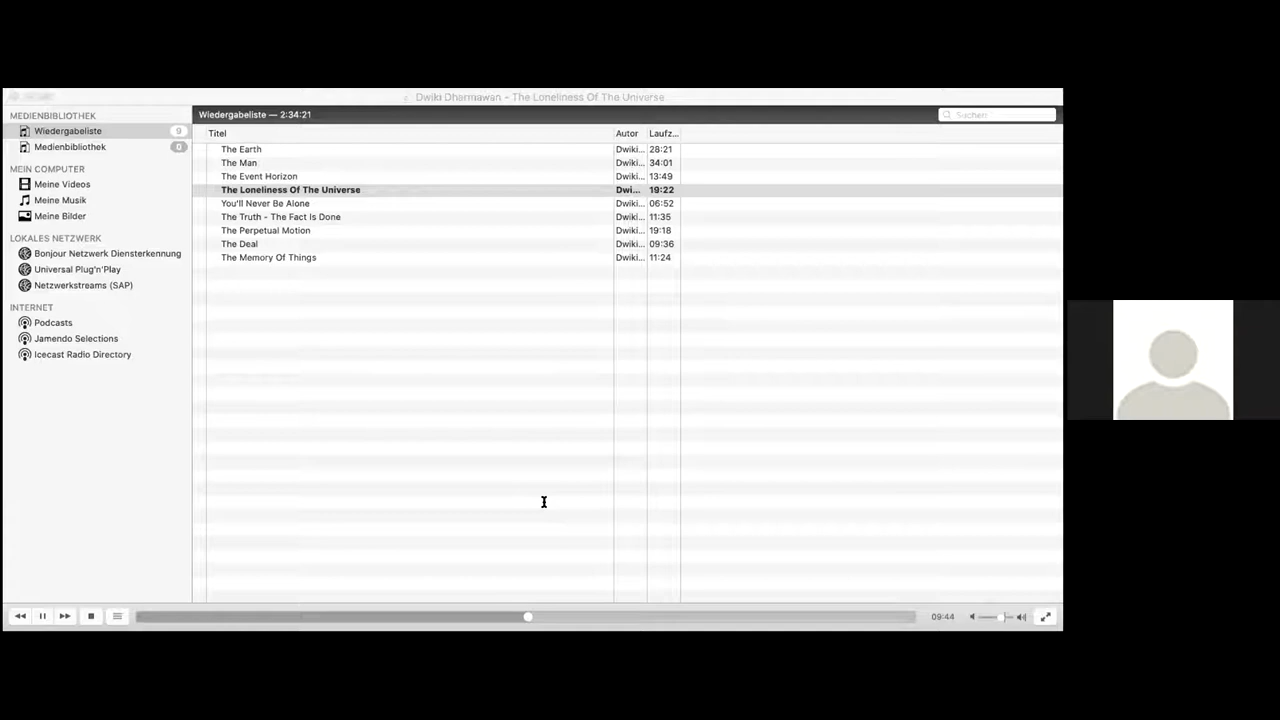 Dwiki Dharmawan - The Loneliness Of The Universe
MEDIENBIBLIOTHEK
Wiedergabeliste 9
Medienbibliothek 0
MEIN COMPUTER
Meine Videos
Meine Musik
Meine Bilder
LOKALES NETZWERK
Bonjour Netzwerk Diensterkennung
Universal Plug'n'Play
Netzwerkstreams (SAP)
INTERNET
Podcasts
Jamendo Selections
Icecast Radio Directory
Wiedergabeliste — 2:34:21
Suchen
Titel Autor Laufz...
The Earth Dwiki... 28:21
The Man Dwiki... 34:01
The Event Horizon Dwiki... 13:49
The Loneliness Of The Universe Dwi... 19:22
You'll Never Be Alone Dwiki... 06:52
The Truth - The Fact Is Done Dwiki... 11:35
The Perpetual Motion Dwiki... 19:18
The Deal Dwiki... 09:36
The Memory Of Things Dwiki... 11:24
09:44